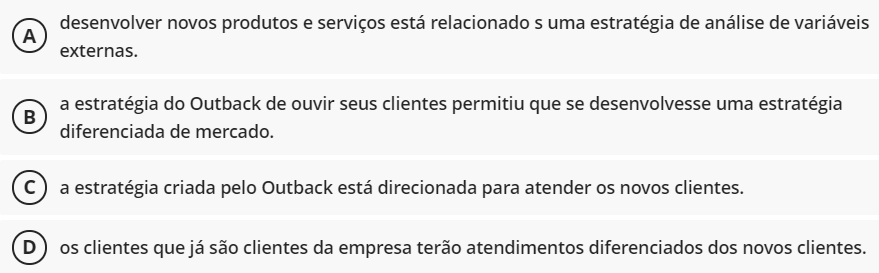 A desenvolver novos produtos e serviços está relacionado s uma estratégia de análise de variáveis
externas.
B a estratégia do Outback de ouvir seus clientes permitiu que se desenvolvesse uma estratégia
diferenciada de mercado.
C a estratégia criada pelo Outback está direcionada para atender os novos clientes.
D os clientes que já são clientes da empresa terão atendimentos diferenciados dos novos clientes.